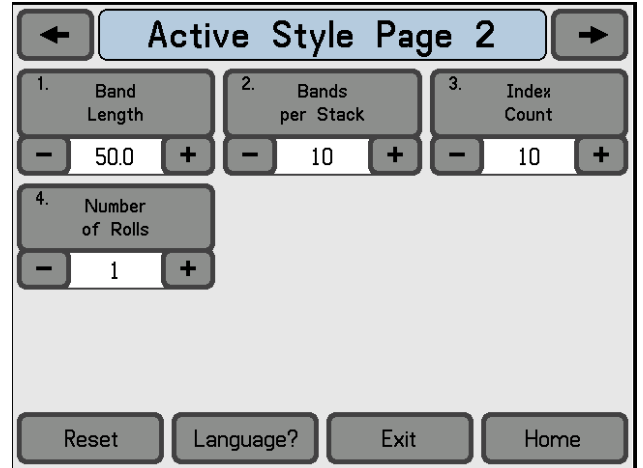 Active Style Page 2
1.
Band
Length
− 50.0 +
2.
Bands
per Stack
− 10 +
3.
Index
Count
− 10 +
4.
Number
of Rolls
− 1 +
Reset
Language?
Exit
Home